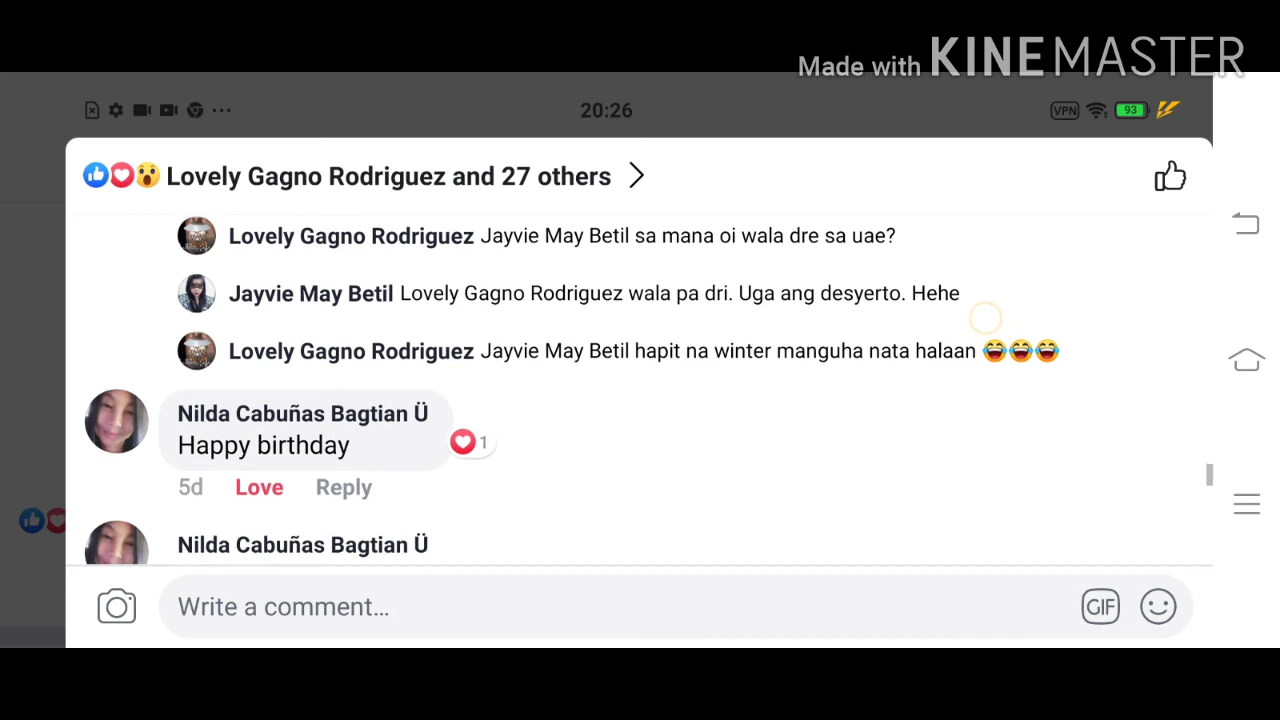 Made with KINEMASTER
20:26
VPN 93
Lovely Gagno Rodriguez and 27 others
Lovely Gagno Rodriguez Jayvie May Betil sa mana oi wala dre sa uae?
Jayvie May Betil Lovely Gagno Rodriguez wala pa dri. Uga ang desyerto. Hehe
Lovely Gagno Rodriguez Jayvie May Betil hapit na winter manguha nata halaan 😂😂😂
Nilda Cabuñas Bagtian Ü
Happy birthday
1
5d Love Reply
Nilda Cabuñas Bagtian Ü
Write a comment... GIF